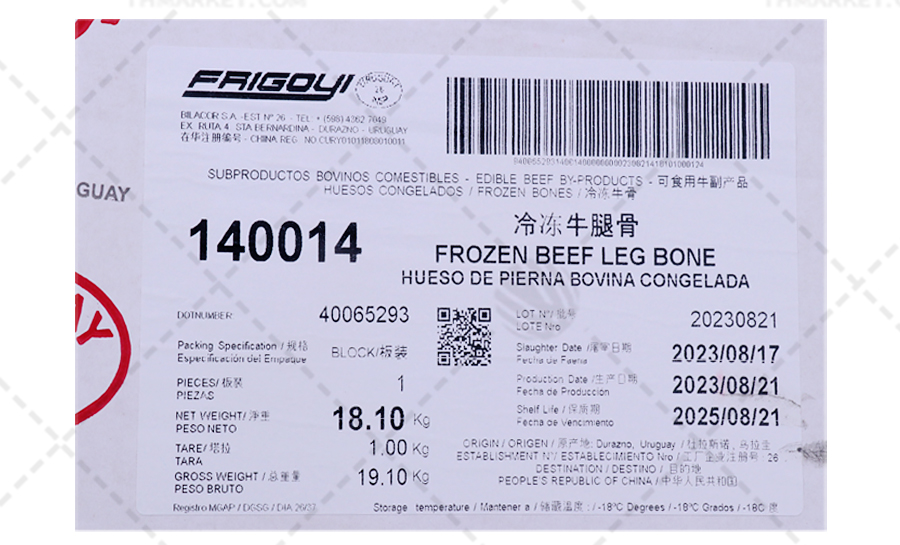 FRIGOYI
BILACOR S.A. -EST Nº 26 - TEL: + (598) 4362 7049
EX. RUTA 4, STA BERNARDINA - DURAZNO - URUGUAY
在华注册编号 - CHINA REG. NO.
SUBPRODUCTOS BOVINOS COMESTIBLES - EDIBLE BEEF BY-PRODUCTS - 可食用牛副产品
HUESOS CONGELADOS / FROZEN BONES / 冷冻牛骨
GUAY
140014
冷冻牛腿骨
FROZEN BEEF LEG BONE
HUESO DE PIERNA BOVINA CONGELADA
DOTNUMBER: 40065293
LOT Nº/ 批号
LOTE Nro
20230821
Packing Specification / 规格
Especificación del Empaque
BLOCK/板装
Slaughter Date /屠宰日期
Fecha de Faena
2023/08/17
PIECES/ 板装
PIEZAS
1
Production Date /生产日期
Fecha de Producción
2023/08/21
NET WEIGHT/ 净重
PESO NETO
18.10 Kg
Shelf Life / 保质期
Fecha de Vencimiento
2025/08/21
TARE/ 塔拉
TARA
1.00 Kg
GROSS WEIGHT / 总重量
PESO BRUTO
19.10 Kg
ORIGIN / ORIGEN / 原产地: Durazno, Uruguay / 杜拉斯诺, 乌拉圭
ESTABLISHMENT Nº/ ESTABLECIMIENTO Nro / 工厂企业注册号 : 26
DESTINATION / DESTINO / 目的地
PEOPLE'S REPUBLIC OF CHINA /中华人民共和国
Registro MGAP / DGSG / DIA 26/37
Storage temperature / Mantener a / 储藏温度 : / -18ºC Degrees / -18ºC Grados / -18C 度